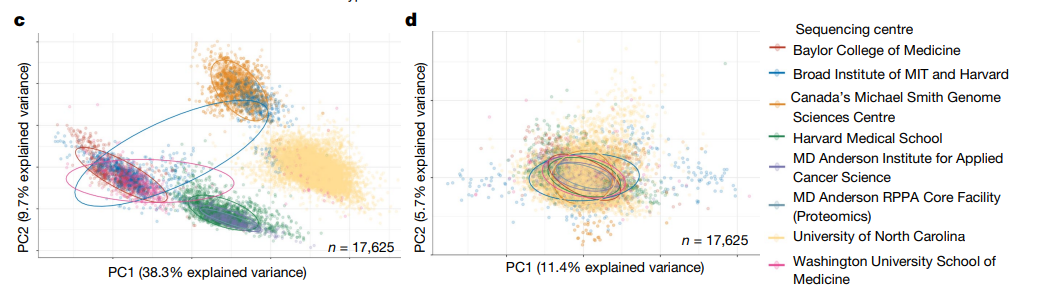 c
PC2 (9.7% explained variance)
n = 17,625
PC1 (38.3% explained variance)
d
PC2 (5.7% explained variance)
n = 17,625
PC1 (11.4% explained variance)
Sequencing centre
Baylor College of Medicine
Broad Institute of MIT and Harvard
Canada's Michael Smith Genome
Sciences Centre
Harvard Medical School
MD Anderson Institute for Applied
Cancer Science
MD Anderson RPPA Core Facility
(Proteomics)
University of North Carolina
Washington University School of
Medicine